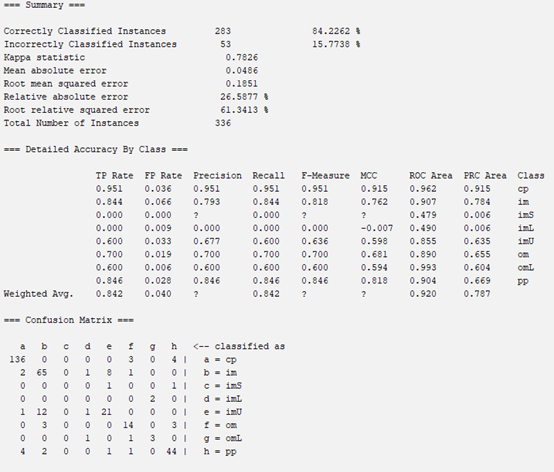 === Summary ===
Correctly Classified Instances 283 84.2262 %
Incorrectly Classified Instances 53 15.7738 %
Kappa statistic 0.7826
Mean absolute error 0.0486
Root mean squared error 0.1851
Relative absolute error 26.5877 %
Root relative squared error 61.3413 %
Total Number of Instances 336
=== Detailed Accuracy By Class ===
TP Rate FP Rate Precision Recall F-Measure MCC ROC Area PRC Area Class
0.951 0.036 0.951 0.951 0.951 0.915 0.962 0.915 cp
0.844 0.066 0.793 0.844 0.818 0.762 0.907 0.784 im
0.000 0.000 ? 0.000 ? ? 0.479 0.006 imS
0.000 0.009 0.000 0.000 0.000 -0.007 0.490 0.006 imL
0.600 0.033 0.677 0.600 0.636 0.598 0.855 0.635 imU
0.700 0.019 0.700 0.700 0.700 0.681 0.890 0.655 om
0.600 0.006 0.600 0.600 0.600 0.594 0.993 0.604 omL
0.846 0.028 0.846 0.846 0.846 0.818 0.904 0.669 pp
Weighted Avg. 0.842 0.040 ? 0.842 ? ? 0.920 0.787
=== Confusion Matrix ===
a b c d e f g h <-- classified as
136 0 0 0 0 3 0 4 | a = cp
2 65 0 1 8 1 0 0 | b = im
0 0 0 0 1 0 0 1 | c = imS
0 0 0 0 0 0 2 0 | d = imL
1 12 0 1 21 0 0 0 | e = imU
0 3 0 0 0 14 0 3 | f = om
0 0 0 1 0 1 3 0 | g = omL
4 2 0 0 1 1 0 44 | h = pp